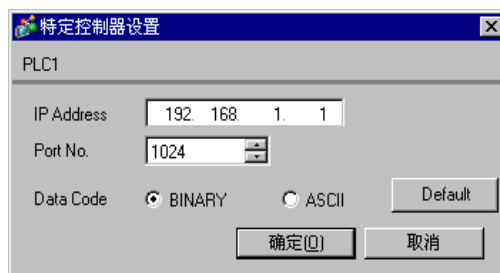 特定控制器设置
PLC1
IP Address 192. 168. 1. 1
Port No. 1024
Data Code BINARY ASCII Default
确定(O) 取消